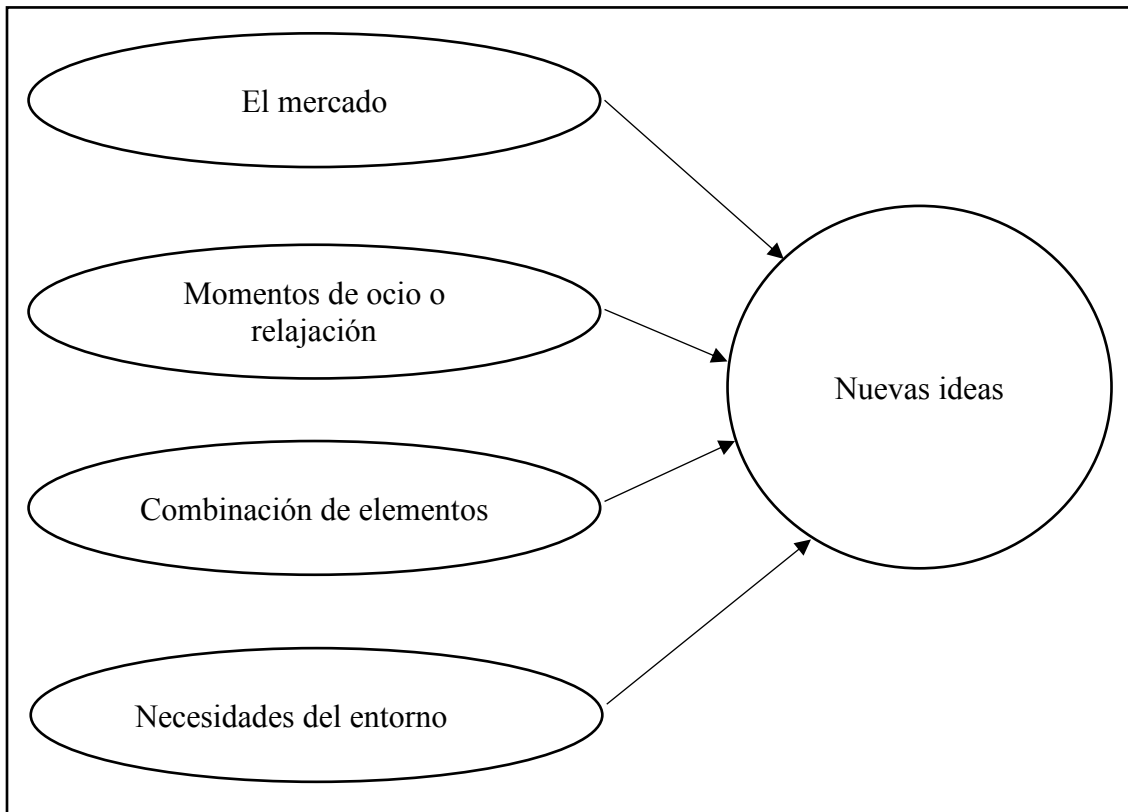 El mercado
Momentos de ocio o
relajación
Combinación de elementos
Necesidades del entorno
Nuevas ideas